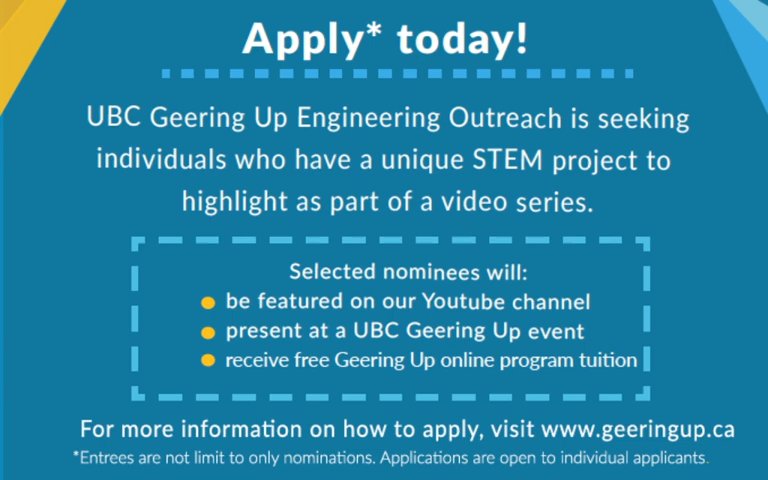 Apply* today!
UBC Geering Up Engineering Outreach is seeking
individuals who have a unique STEM project to
highlight as part of a video series.
Selected nominees will:
be featured on our Youtube channel
present at a UBC Geering Up event
receive free Geering Up online program tuition
For more information on how to apply, visit www.geeringup.ca
*Entrees are not limit to only nominations. Applications are open to individual applicants.